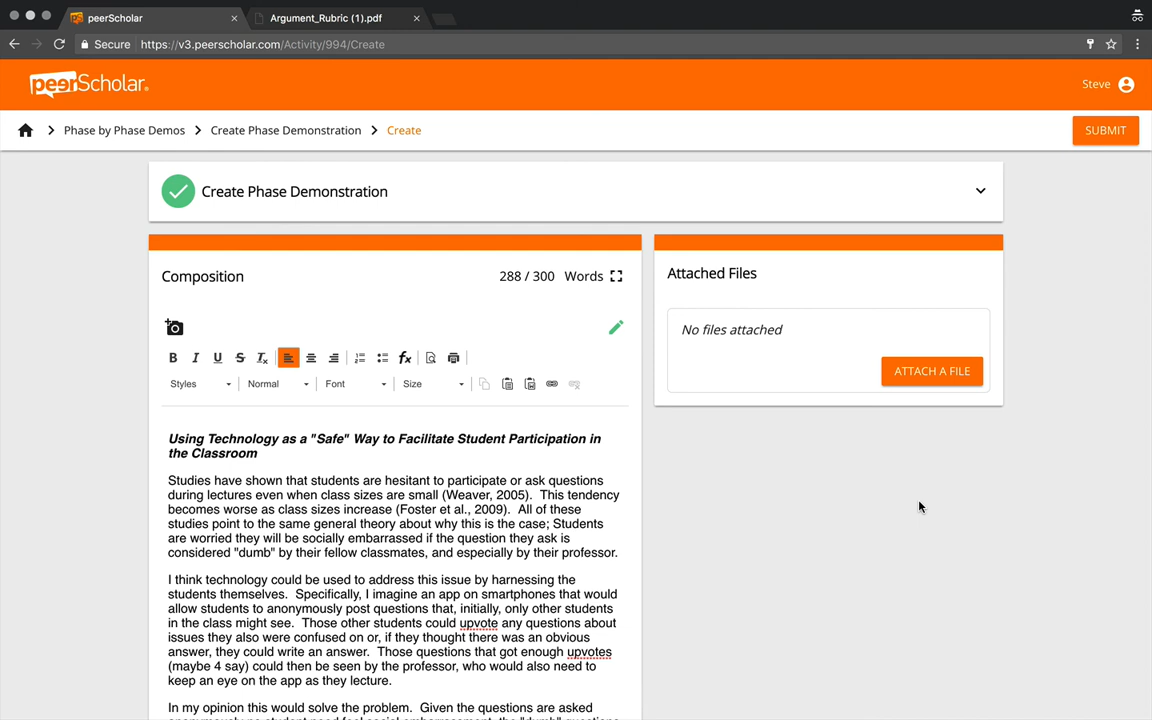 peerScholar
Argument_Rubric (1).pdf
Secure https://v3.peerscholar.com/Activity/994/Create
peerScholar.
Steve
Phase by Phase Demos
Create Phase Demonstration
Create
SUBMIT
Create Phase Demonstration
Composition
288 / 300 Words
Attached Files
No files attached
ATTACH A FILE
B I U S Tx fx
Styles Normal Font Size
Using Technology as a "Safe" Way to Facilitate Student Participation in
the Classroom
Studies have shown that students are hesitant to participate or ask questions
during lectures even when class sizes are small (Weaver, 2005). This tendency
becomes worse as class sizes increase (Foster et al., 2009). All of these
studies point to the same general theory about why this is the case; Students
are worried they will be socially embarrassed if the question they ask is
considered "dumb" by their fellow classmates, and especially by their professor.
I think technology could be used to address this issue by harnessing the
students themselves. Specifically, I imagine an app on smartphones that would
allow students to anonymously post questions that, initially, only other students
in the class might see. Those other students could upvote any questions about
issues they also were confused on or, if they thought there was an obvious
answer, they could write an answer. Those questions that got enough upvotes
(maybe 4 say) could then be seen by the professor, who would also need to
keep an eye on the app as they lecture.
In my opinion this would solve the problem. Given the questions are asked